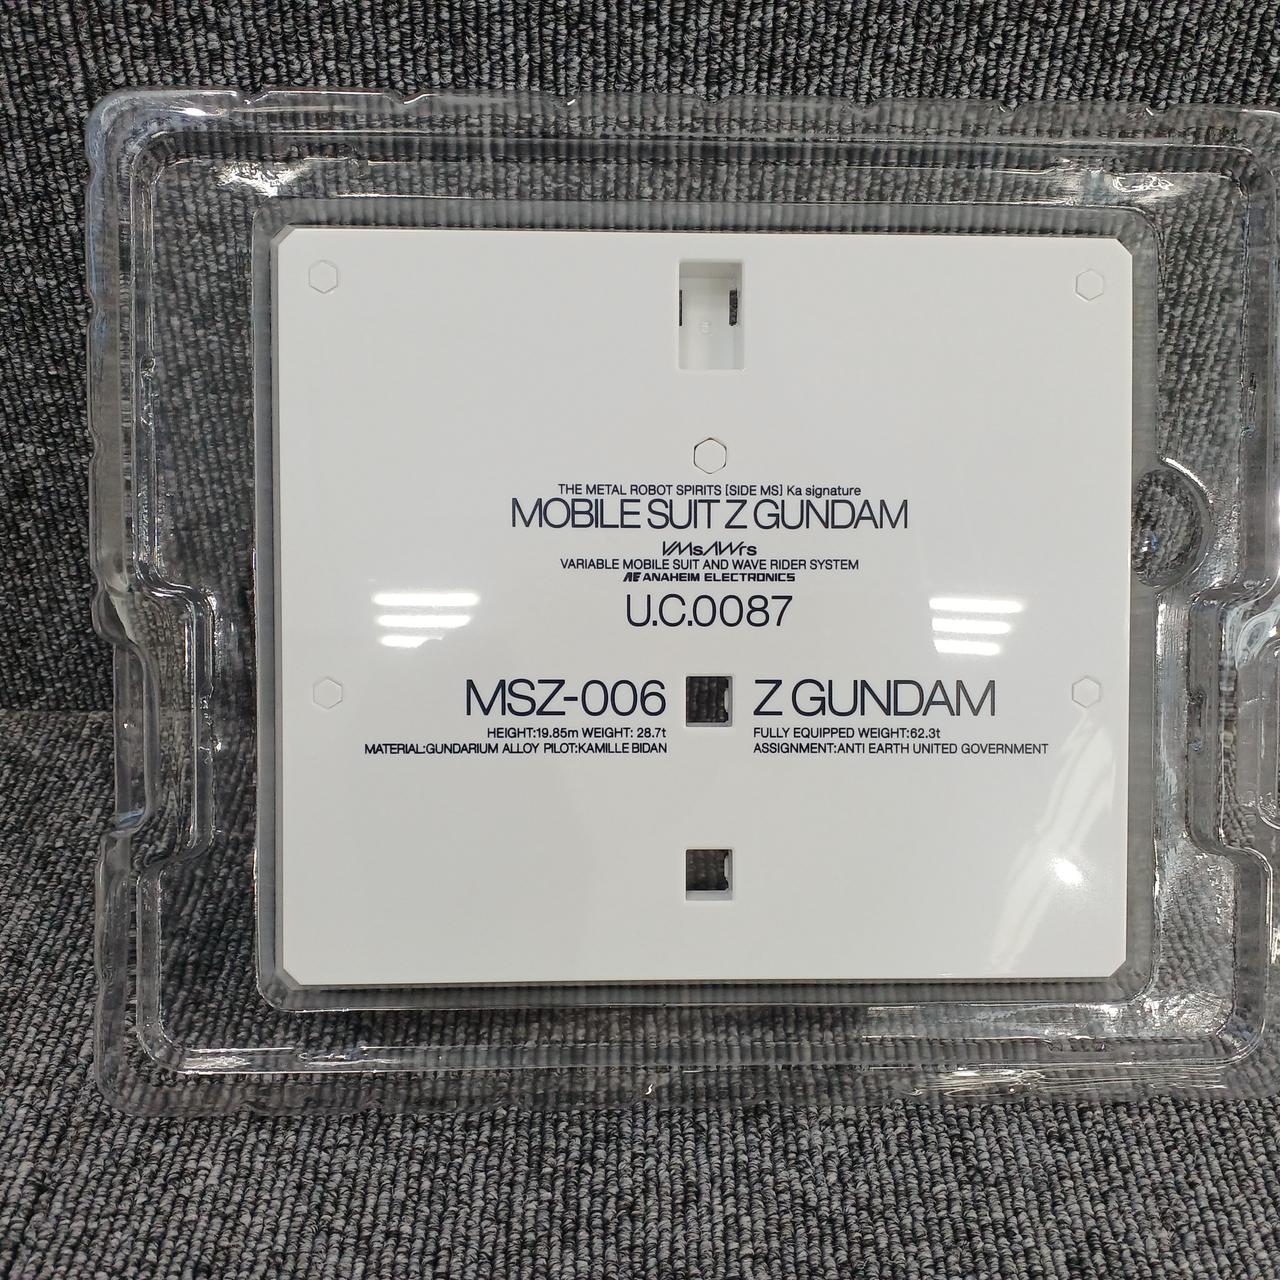 THE METAL ROBOT SPIRITS [SIDE MS] Ka signature
MOBILE SUIT Z GUNDAM
VMsAWrs
VARIABLE MOBILE SUIT AND WAVE RIDER SYSTEM
AE ANAHEIM ELECTRONICS
U.C.0087
MSZ-006 Z GUNDAM
HEIGHT:19.85m WEIGHT: 28.7t FULLY EQUIPPED WEIGHT:62.3t
MATERIAL:GUNDARIUM ALLOY PILOT:KAMILLE BIDAN ASSIGNMENT:ANTI EARTH UNITED GOVERNMENT